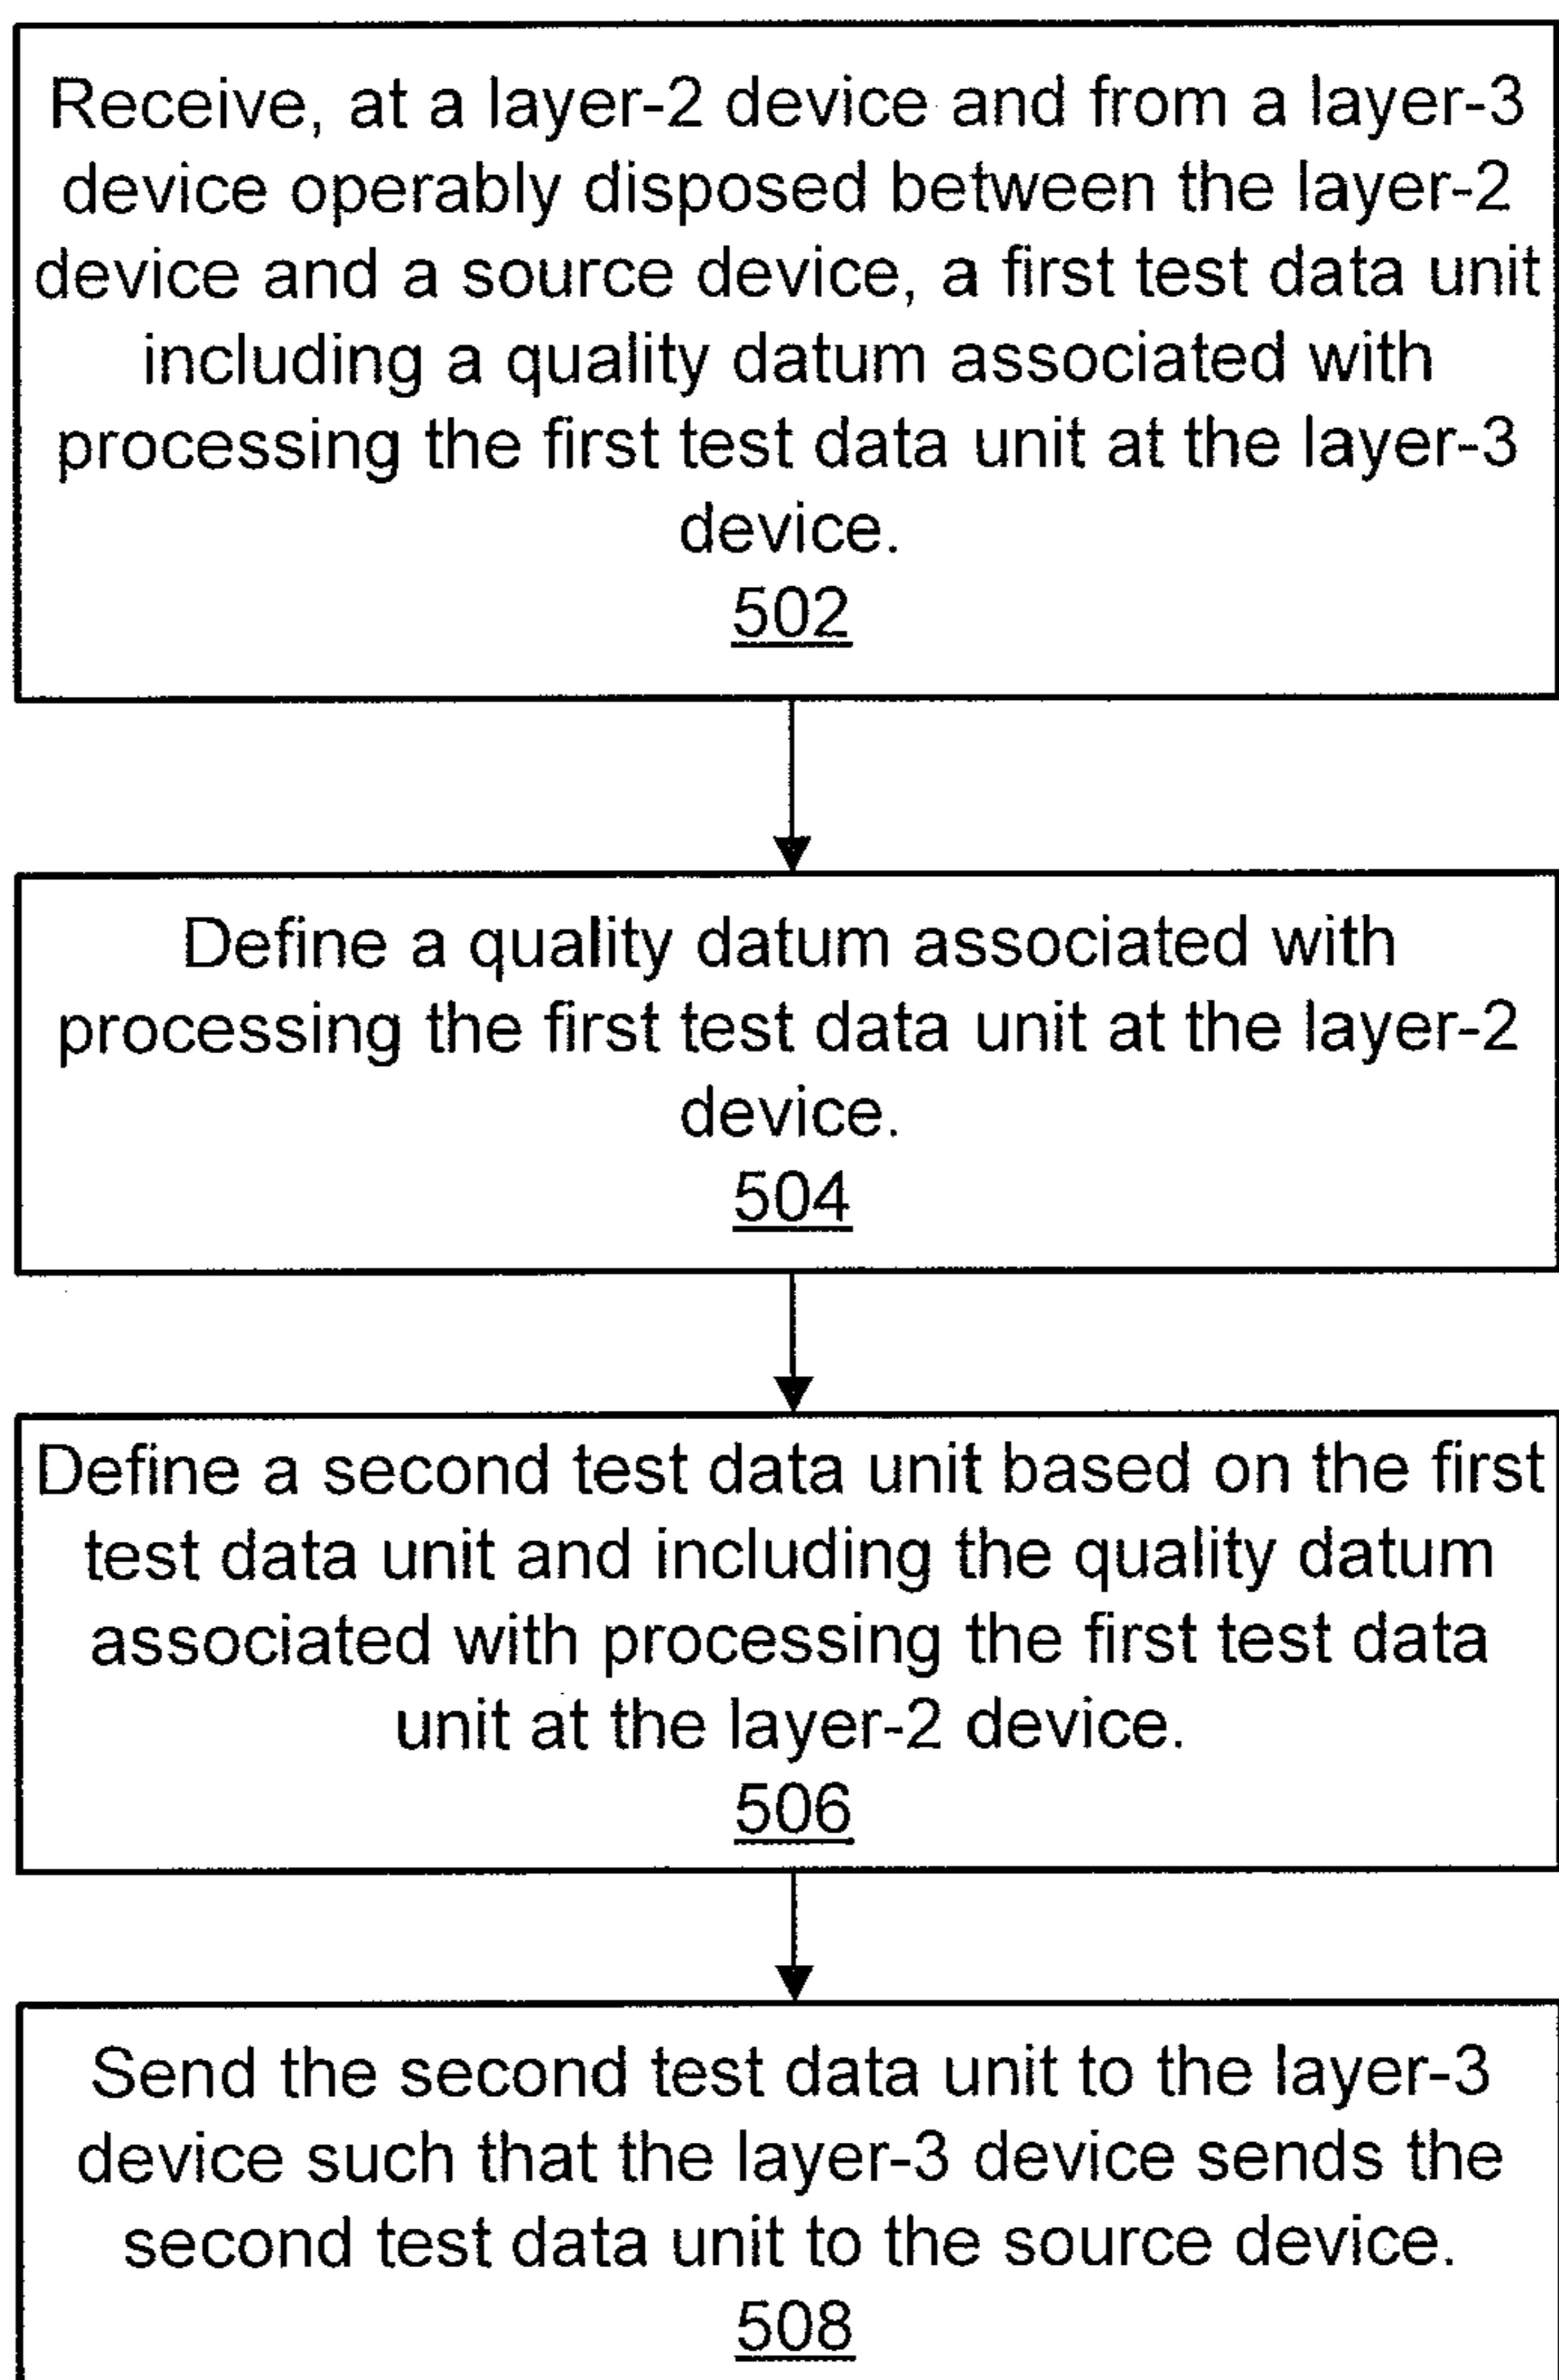 Receive, at a layer-2 device and from a layer-3
device operably disposed between the layer-2
device and a source device, a first test data unit
including a quality datum associated with
processing the first test data unit at the layer-3
device.
502
Define a quality datum associated with
processing the first test data unit at the layer-2
device.
504
Define a second test data unit based on the first
test data unit and including the quality datum
associated with processing the first test data
unit at the layer-2 device.
506
Send the second test data unit to the layer-3
device such that the layer-3 device sends the
second test data unit to the source device.
508